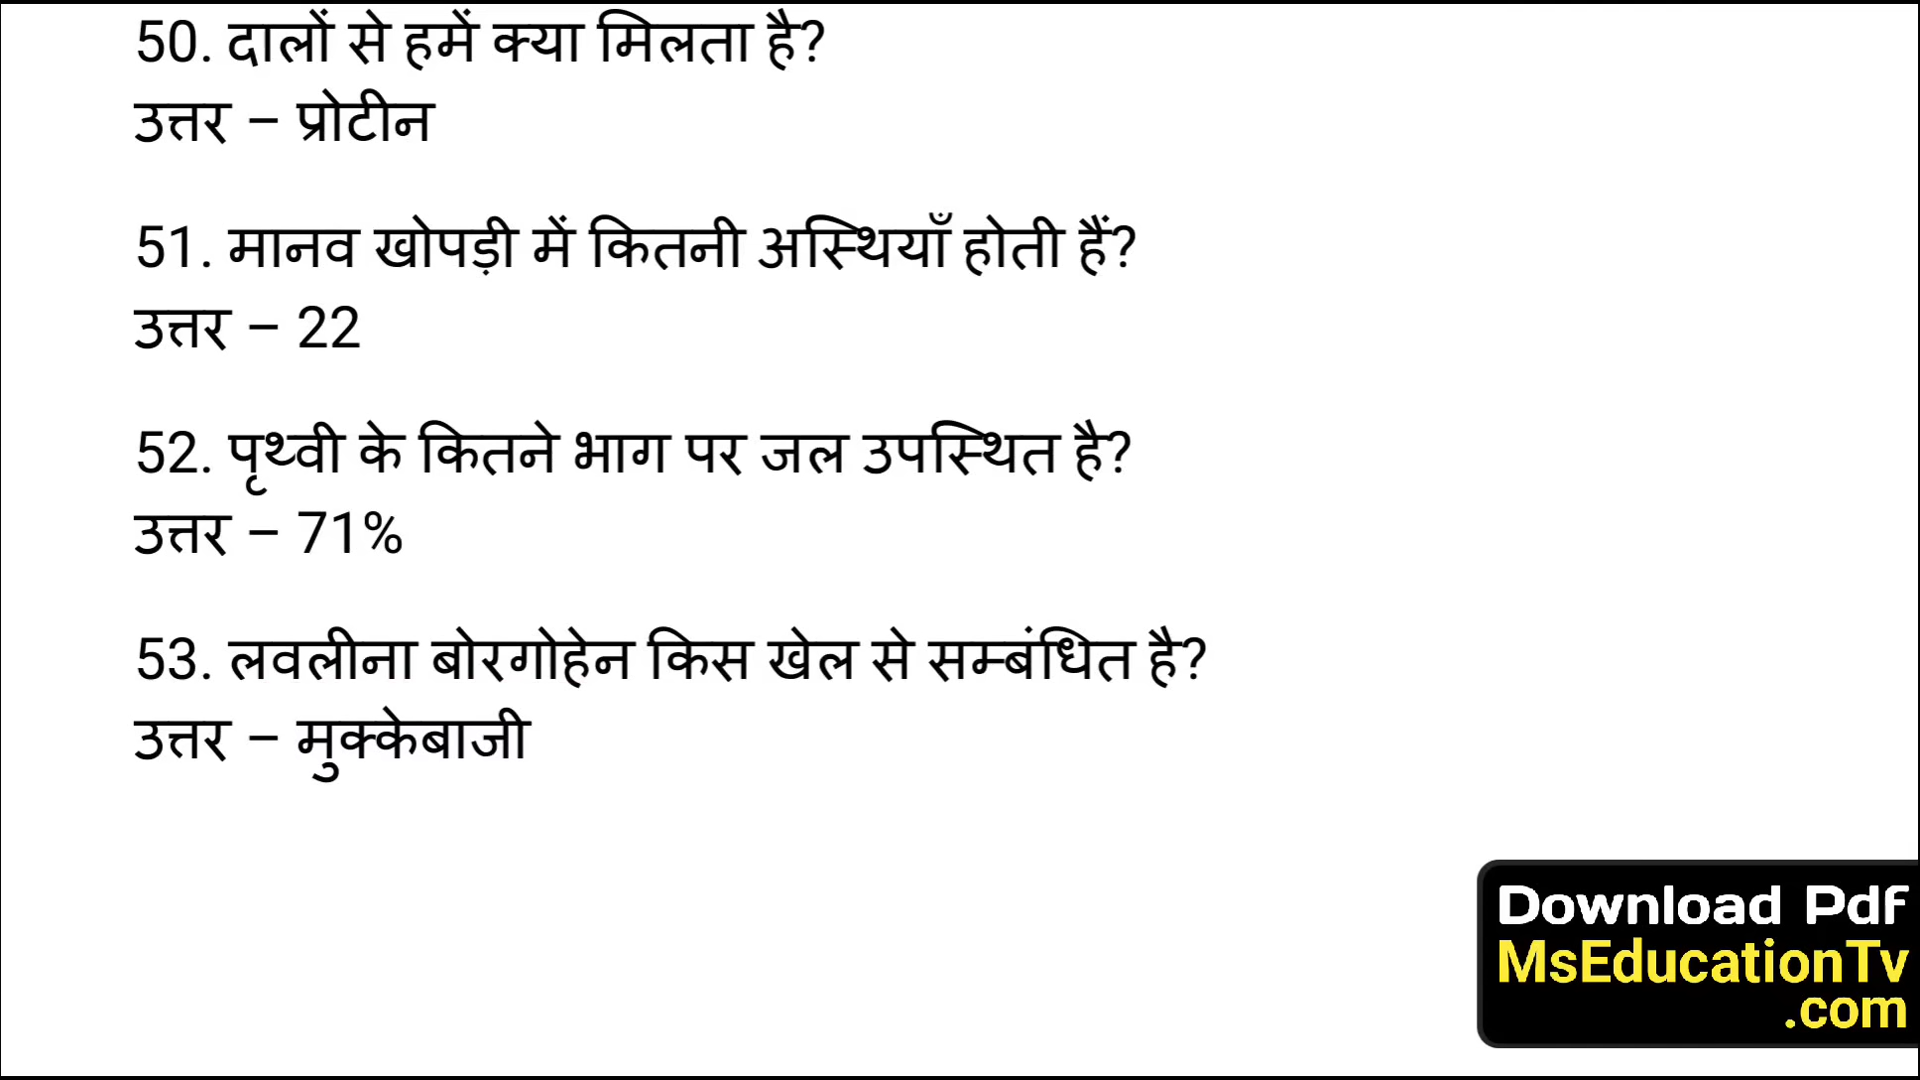 50. दालों से हमें क्या मिलता है?
उत्तर – प्रोटीन
51. मानव खोपड़ी में कितनी अस्थियाँ होती हैं?
उत्तर – 22
52. पृथ्वी के कितने भाग पर जल उपस्थित है?
उत्तर – 71%
53. लवलीना बोरगोहेन किस खेल से सम्बंधित है?
उत्तर – मुक्केबाजी
Download Pdf
MsEducationTv
.com